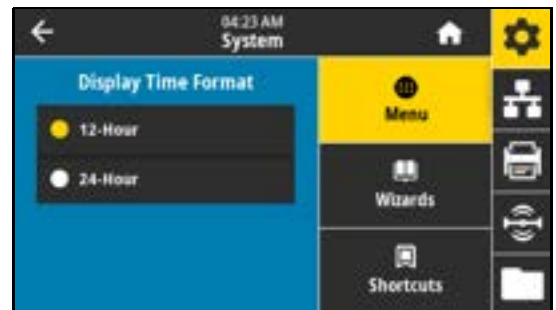 04:23 AM
System
Display Time Format
12-Hour
24-Hour
Menu
Wizards
Shortcuts